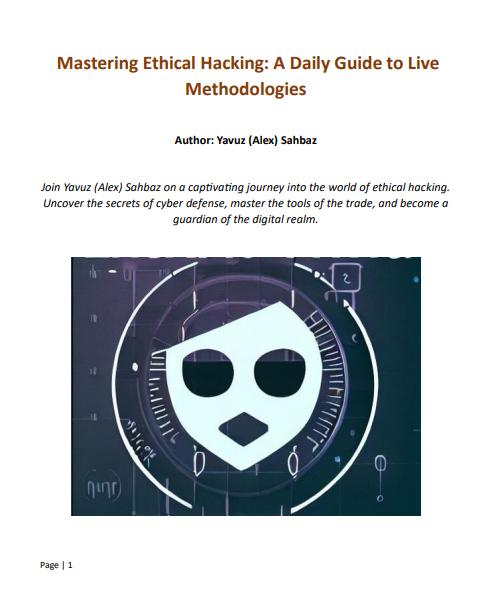 Mastering Ethical Hacking: A Daily Guide to Live
Methodologies
Author: Yavuz (Alex) Sahbaz
Join Yavuz (Alex) Sahbaz on a captivating journey into the world of ethical hacking.
Uncover the secrets of cyber defense, master the tools of the trade, and become a
guardian of the digital realm.
Page | 1